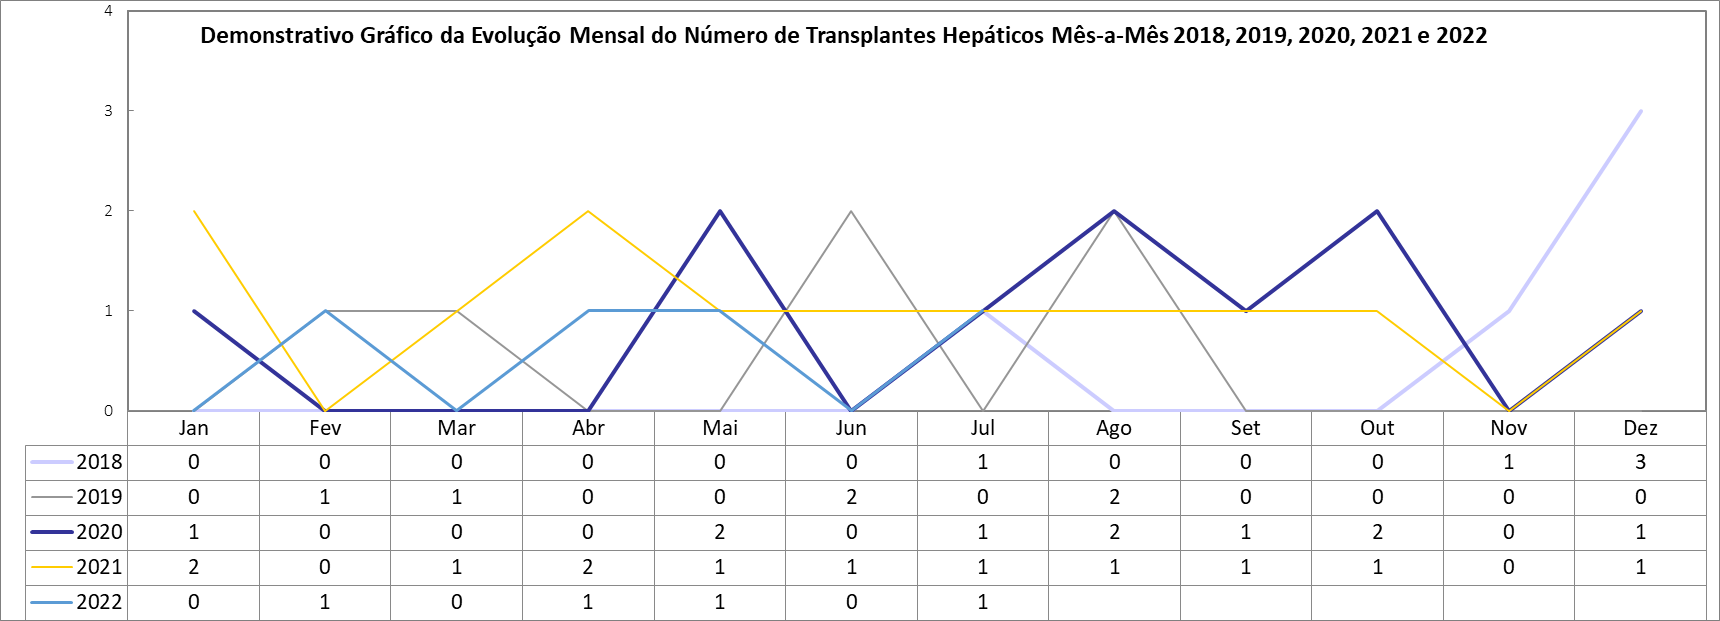 Demonstrativo Gráfico da Evolução Mensal do Número de Transplantes Hepáticos Mês-a-Mês 2018, 2019, 2020, 2021 e 2022
4
3
2
1
0
Jan Fev Mar Abr Mai Jun Jul Ago Set Out Nov Dez
2018 0 0 0 0 0 0 1 0 0 0 1 3
2019 0 1 1 0 0 2 0 2 0 0 0 0
2020 1 0 0 0 2 0 1 2 1 2 0 1
2021 2 0 1 2 1 1 1 1 1 1 0 1
2022 0 1 0 1 1 0 1